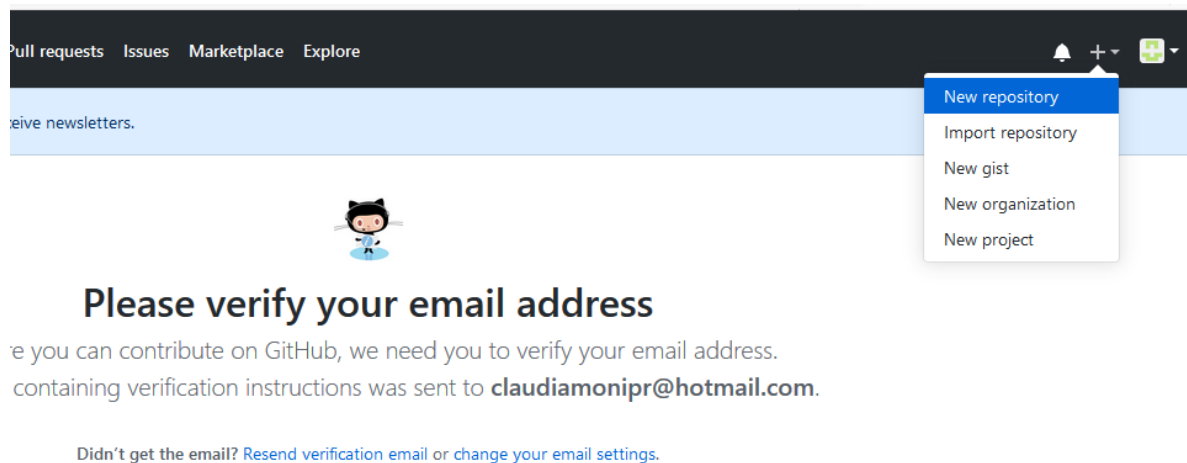 Pull requests Issues Marketplace Explore
New repository
eive newsletters.
Import repository
New gist
New organization
New project
Please verify your email address
e you can contribute on GitHub, we need you to verify your email address.
containing verification instructions was sent to claudiamonipr@hotmail.com.
Didn’t get the email? Resend verification email or change your email settings.